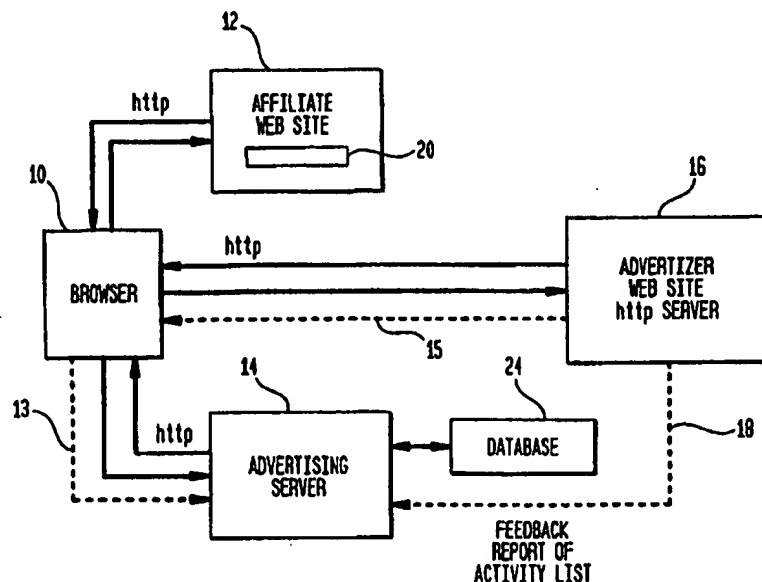 12
http
AFFILIATE
WEB SITE
20
10
16
BROWSER
http
ADVERTIZER
WEB SITE
http SERVER
15
14
24
13
http
ADVERTISING
SERVER
DATABASE
18
FEEDBACK
REPORT OF
ACTIVITY LIST